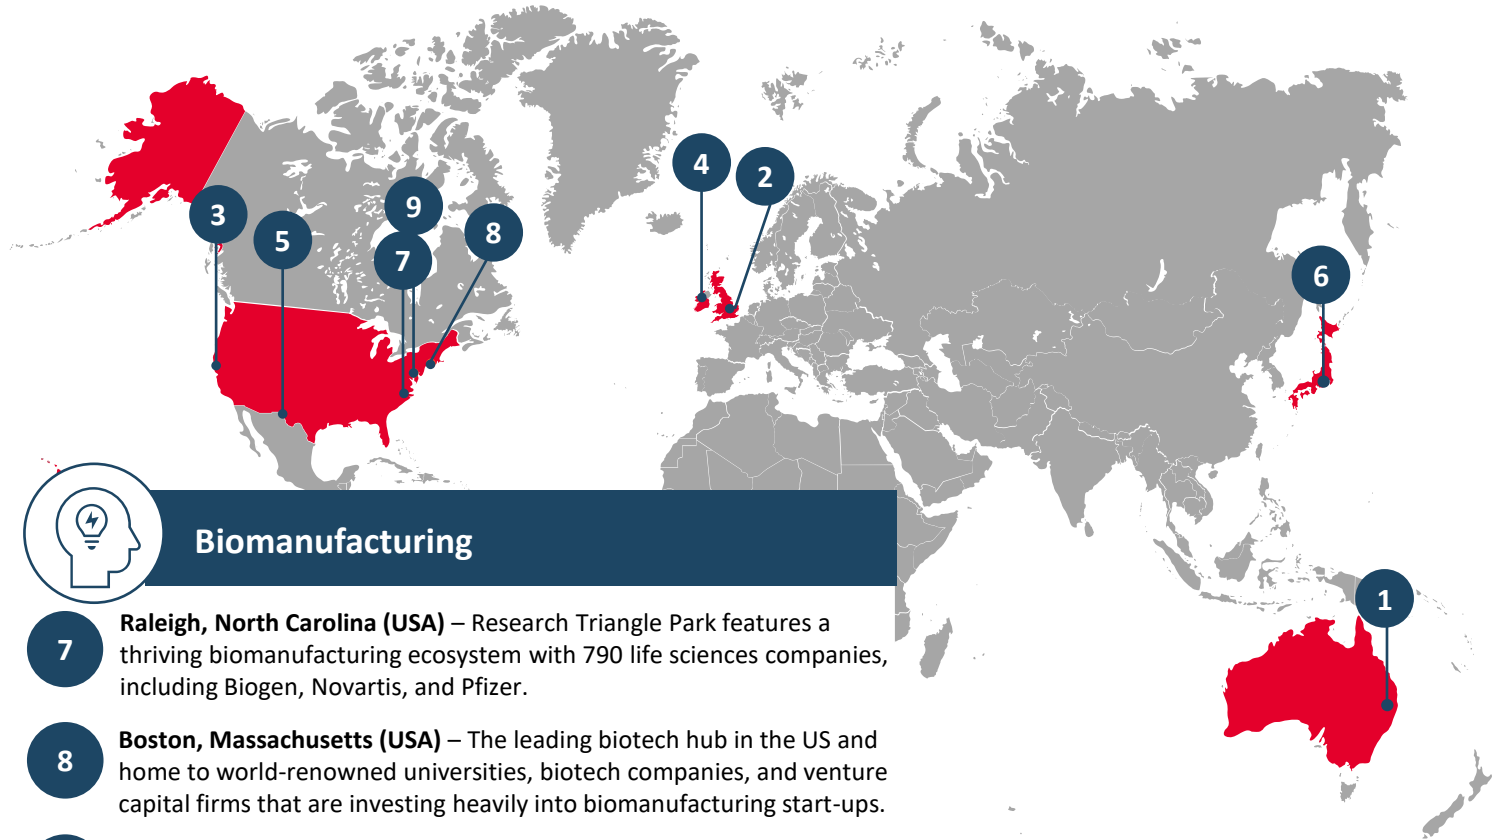 4
2
9
3
8
5
7
6
1
Biomanufacturing
7
Raleigh, North Carolina (USA) – Research Triangle Park features a
thriving biomanufacturing ecosystem with 790 life sciences companies,
including Biogen, Novartis, and Pfizer.
8
Boston, Massachusetts (USA) – The leading biotech hub in the US and
home to world-renowned universities, biotech companies, and venture
capital firms that are investing heavily into biomanufacturing start-ups.